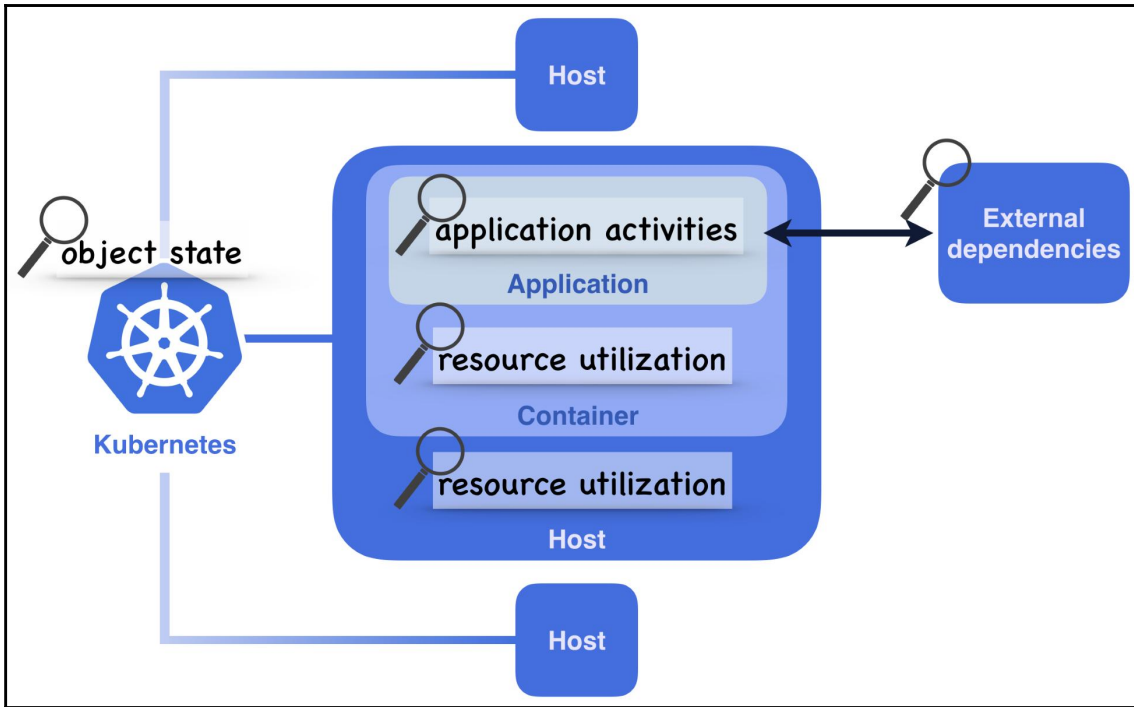 Host
object state
application activities
Application
External
dependencies
resource utilization
Container
Kubernetes
resource utilization
Host
Host